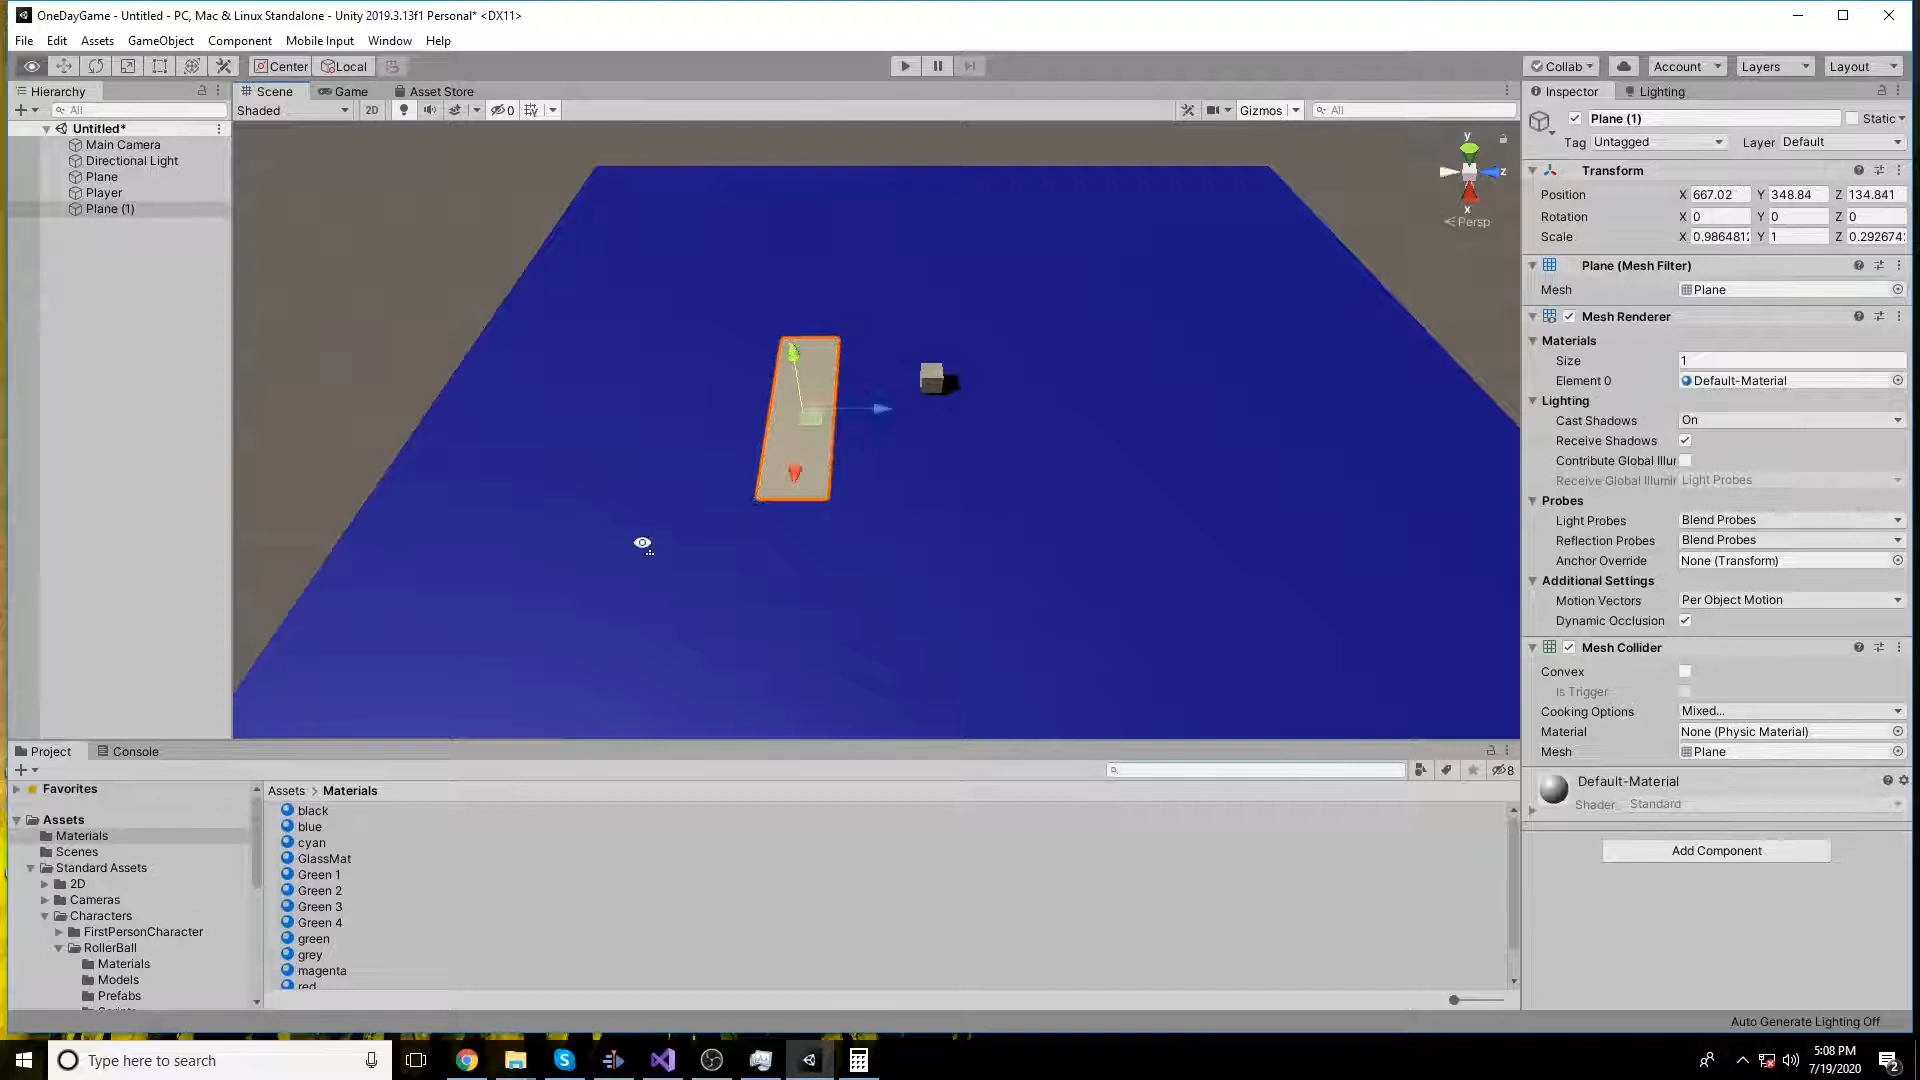 OneDayGame - Untitled - PC, Mac & Linux Standalone - Unity 2019.3.13f1 Personal* <DX11>
File Edit Assets GameObject Component Mobile Input Window Help
Center Local Collab Account Layers Layout
Hierarchy
All
Untitled*
Main Camera
Directional Light
Plane
Player
Plane (1)
Scene Game Asset Store
Shaded 2D 0 Gizmos All
y
z
x
Persp
Inspector Lighting
Plane (1) Static
Tag Untagged Layer Default
Transform
Position X 667.02 Y 348.84 Z 134.841
Rotation X 0 Y 0 Z 0
Scale X 0.986481 Y 1 Z 0.292674
Plane (Mesh Filter)
Mesh Plane
Mesh Renderer
Materials
Size 1
Element 0 Default-Material
Lighting
Cast Shadows On
Receive Shadows
Contribute Global Illur
Receive Global Illumir Light Probes
Probes
Light Probes Blend Probes
Reflection Probes Blend Probes
Anchor Override None (Transform)
Additional Settings
Motion Vectors Per Object Motion
Dynamic Occlusion
Mesh Collider
Convex
Is Trigger
Cooking Options Mixed...
Material None (Physic Material)
Mesh Plane
Default-Material
Shader Standard
Add Component
Project Console
8
Favorites
Assets
Materials
Scenes
Standard Assets
2D
Cameras
Characters
FirstPersonCharacter
RollerBall
Materials
Models
Prefabs
Assets > Materials
black
blue
cyan
GlassMat
Green 1
Green 2
Green 3
Green 4
green
grey
magenta
red
Auto Generate Lighting Off
Type here to search
5:08 PM
7/19/2020
2